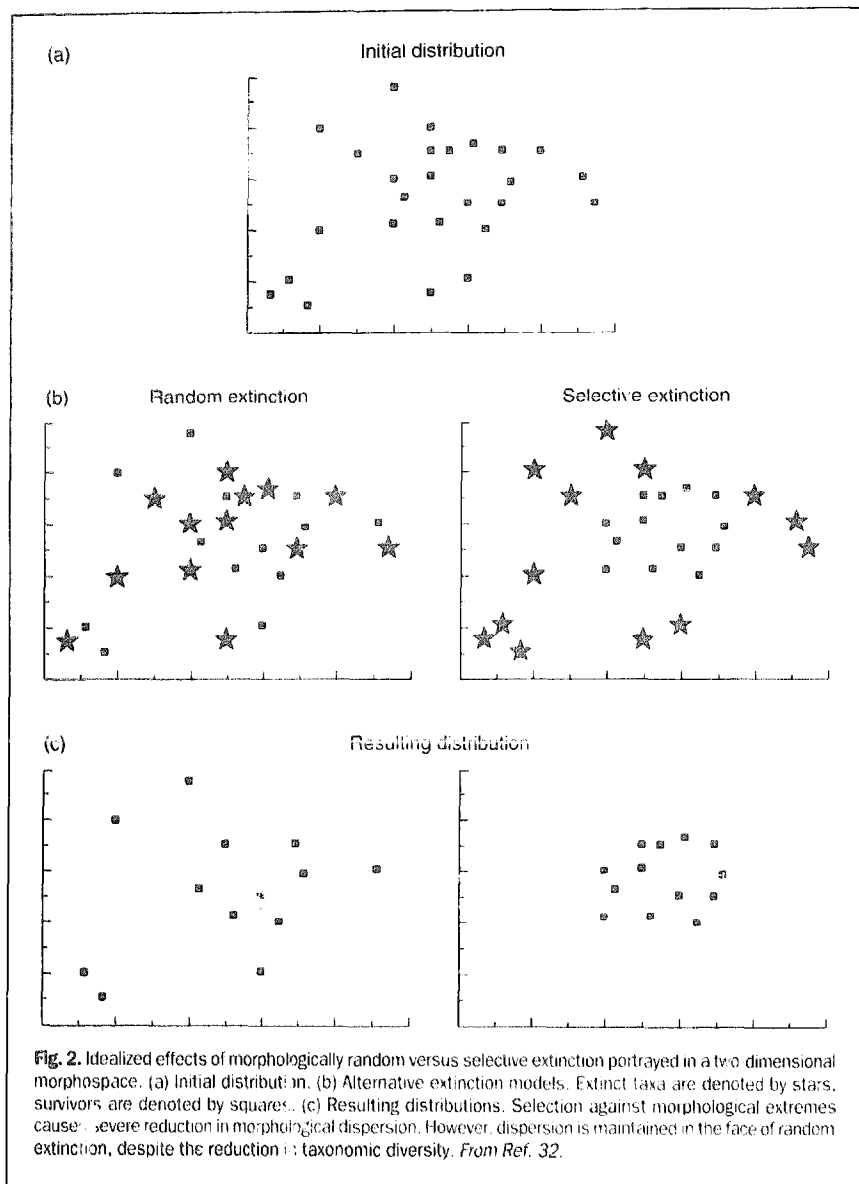 (a)
Initial distribution
(b)
Random extinction
Selective extinction
(c)
Resulting distribution
Fig. 2. Idealized effects of morphologically random versus selective extinction portrayed in a two dimensional
morphospace. (a) Initial distribution. (b) Alternative extinction models. Extinct taxa are denoted by stars,
survivors are denoted by squares. (c) Resulting distributions. Selection against morphological extremes
causes severe reduction in morphological dispersion. However, dispersion is maintained in the face of random
extinction, despite the reduction in taxonomic diversity. From Ref. 32.